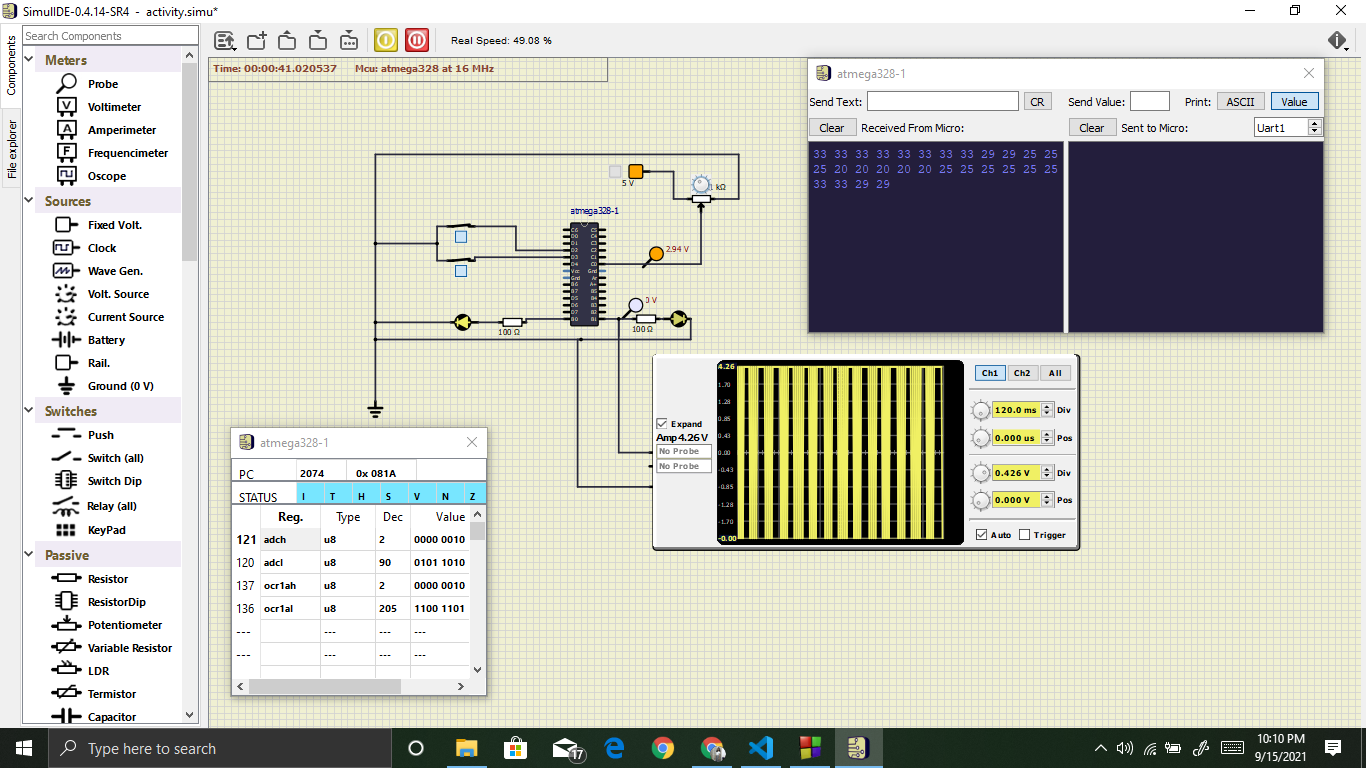 SimulIDE-0.4.14-SR4 - activity.simu*
Components
File explorer
Search Components
Meters
Probe
Voltimeter
Amperimeter
Frequencimeter
Oscope
Sources
Fixed Volt.
Clock
Wave Gen.
Volt. Source
Current Source
Battery
Rail.
Ground (0 V)
Switches
Push
Switch (all)
Switch Dip
Relay (all)
KeyPad
Passive
Resistor
ResistorDip
Potentiometer
Variable Resistor
LDR
Termistor
Capacitor
Real Speed: 49.08 %
Time: 00:00:41.020537 Mcu: atmega328 at 16 MHz
5 V
kΩ
atmega328-1
2.94 V
0 V
100 Ω
100 Ω
atmega328-1
Send Text: CR Send Value: Print: ASCII Value
Clear Received From Micro: Clear Sent to Micro: Uart1
33 33 33 33 33 33 33 33 29 29 25 25
25 20 20 20 20 20 25 25 25 25 25 25
33 33 29 29
Expand
Amp 4.26 V
No Probe
No Probe
4.26
1.70
1.28
0.85
0.43
0.00
-0.43
-0.85
-1.28
-1.70
-0.00
Ch1 Ch2 All
120.0 ms Div
0.000 us Pos
0.426 V Div
0.000 V Pos
Auto Trigger
atmega328-1
PC 2074 0x 081A
STATUS I T H S V N Z
Reg. Type Dec Value
121 adch u8 2 0000 0010
120 adcl u8 90 0101 1010
137 ocr1ah u8 2 0000 0010
136 ocr1al u8 205 1100 1101
--- --- --- ---
--- --- --- ---
Type here to search
17
10:10 PM
9/15/2021